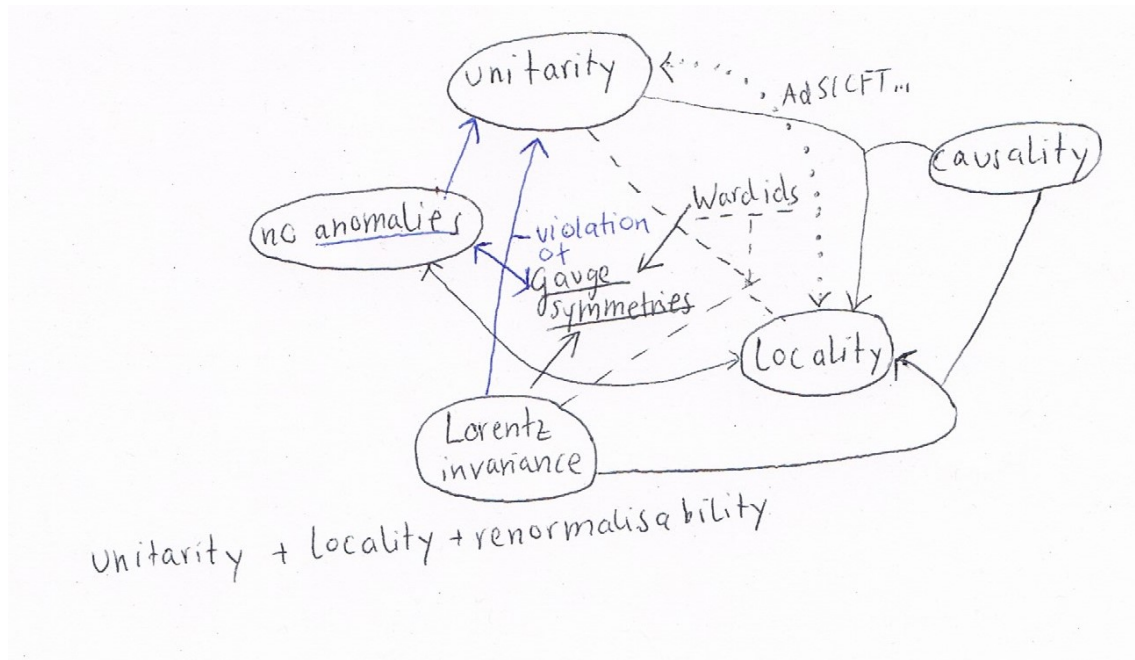 unitarity
AdS/CFT...
causality
Ward ids
no anomalies
violation
of
gauge
symmetries
locality
Lorentz
invariance
unitarity + locality + renormalisability